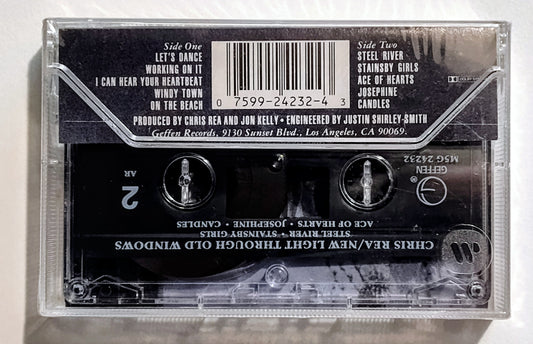 Side One
LET'S DANCE
WORKING ON IT
I CAN HEAR YOUR HEARTBEAT
WINDY TOWN
ON THE BEACH
0 7599-24232-4 3
Side Two
STEEL RIVER
STAINSBY GIRLS
ACE OF HEARTS
JOSEPHINE
CANDLES
PRODUCED BY CHRIS REA AND JON KELLY • ENGINEERED BY JUSTIN SHIRLEY-SMITH
Geffen Records, 9130 Sunset Blvd., Los Angeles, CA 90069.
2
AR
GEFFEN
M5G 24232
CHRIS REA/NEW LIGHT THROUGH OLD WINDOWS
STEEL RIVER • STAINSBY GIRLS
ACE OF HEARTS • JOSEPHINE • CANDLES